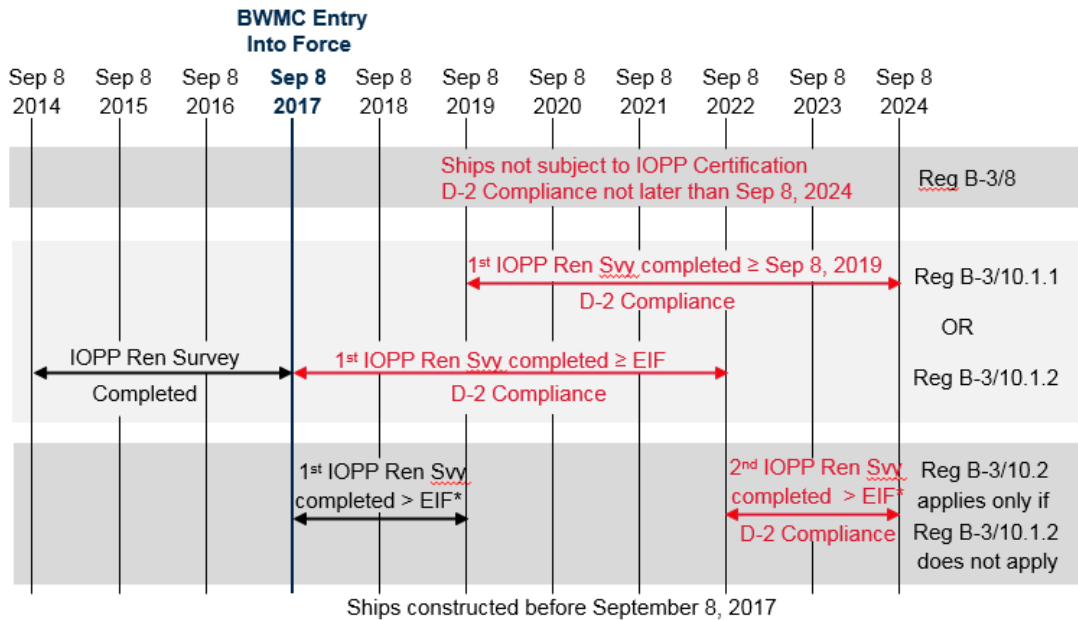 BWMC Entry
Into Force
Sep 8 Sep 8 Sep 8 Sep 8 Sep 8 Sep 8 Sep 8 Sep 8 Sep 8 Sep 8 Sep 8
2014 2015 2016 2017 2018 2019 2020 2021 2022 2023 2024
Ships not subject to IOPP Certification
D-2 Compliance not later than Sep 8, 2024
Reg B-3/8
1st IOPP Ren Svy completed ≥ Sep 8, 2019
D-2 Compliance
Reg B-3/10.1.1
OR
IOPP Ren Survey
Completed
1st IOPP Ren Svy completed ≥ EIF
D-2 Compliance
Reg B-3/10.1.2
1st IOPP Ren Svy
completed > EIF*
2nd IOPP Ren Svy
completed > EIF*
D-2 Compliance
Reg B-3/10.2
applies only if
Reg B-3/10.1.2
does not apply
Ships constructed before September 8, 2017